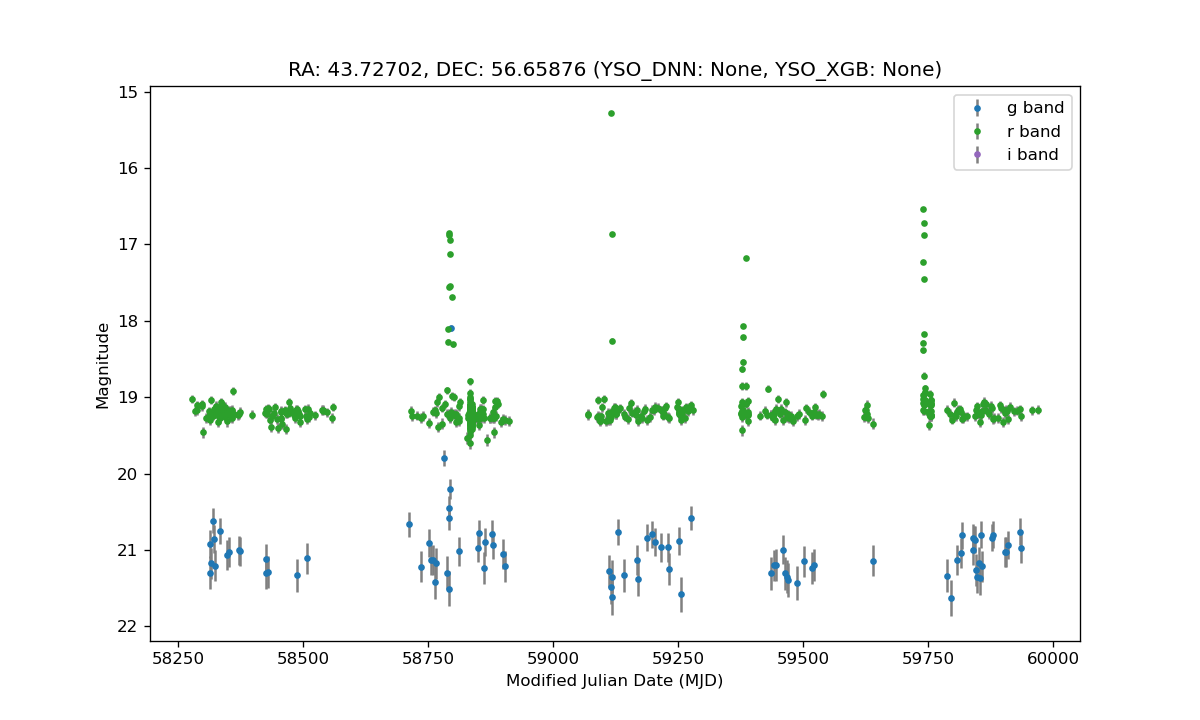 RA: 43.72702, DEC: 56.65876 (YSO_DNN: None, YSO_XGB: None)
g band
r band
i band
15
16
17
18
19
20
21
22
Magnitude
58250 58500 58750 59000 59250 59500 59750 60000
Modified Julian Date (MJD)